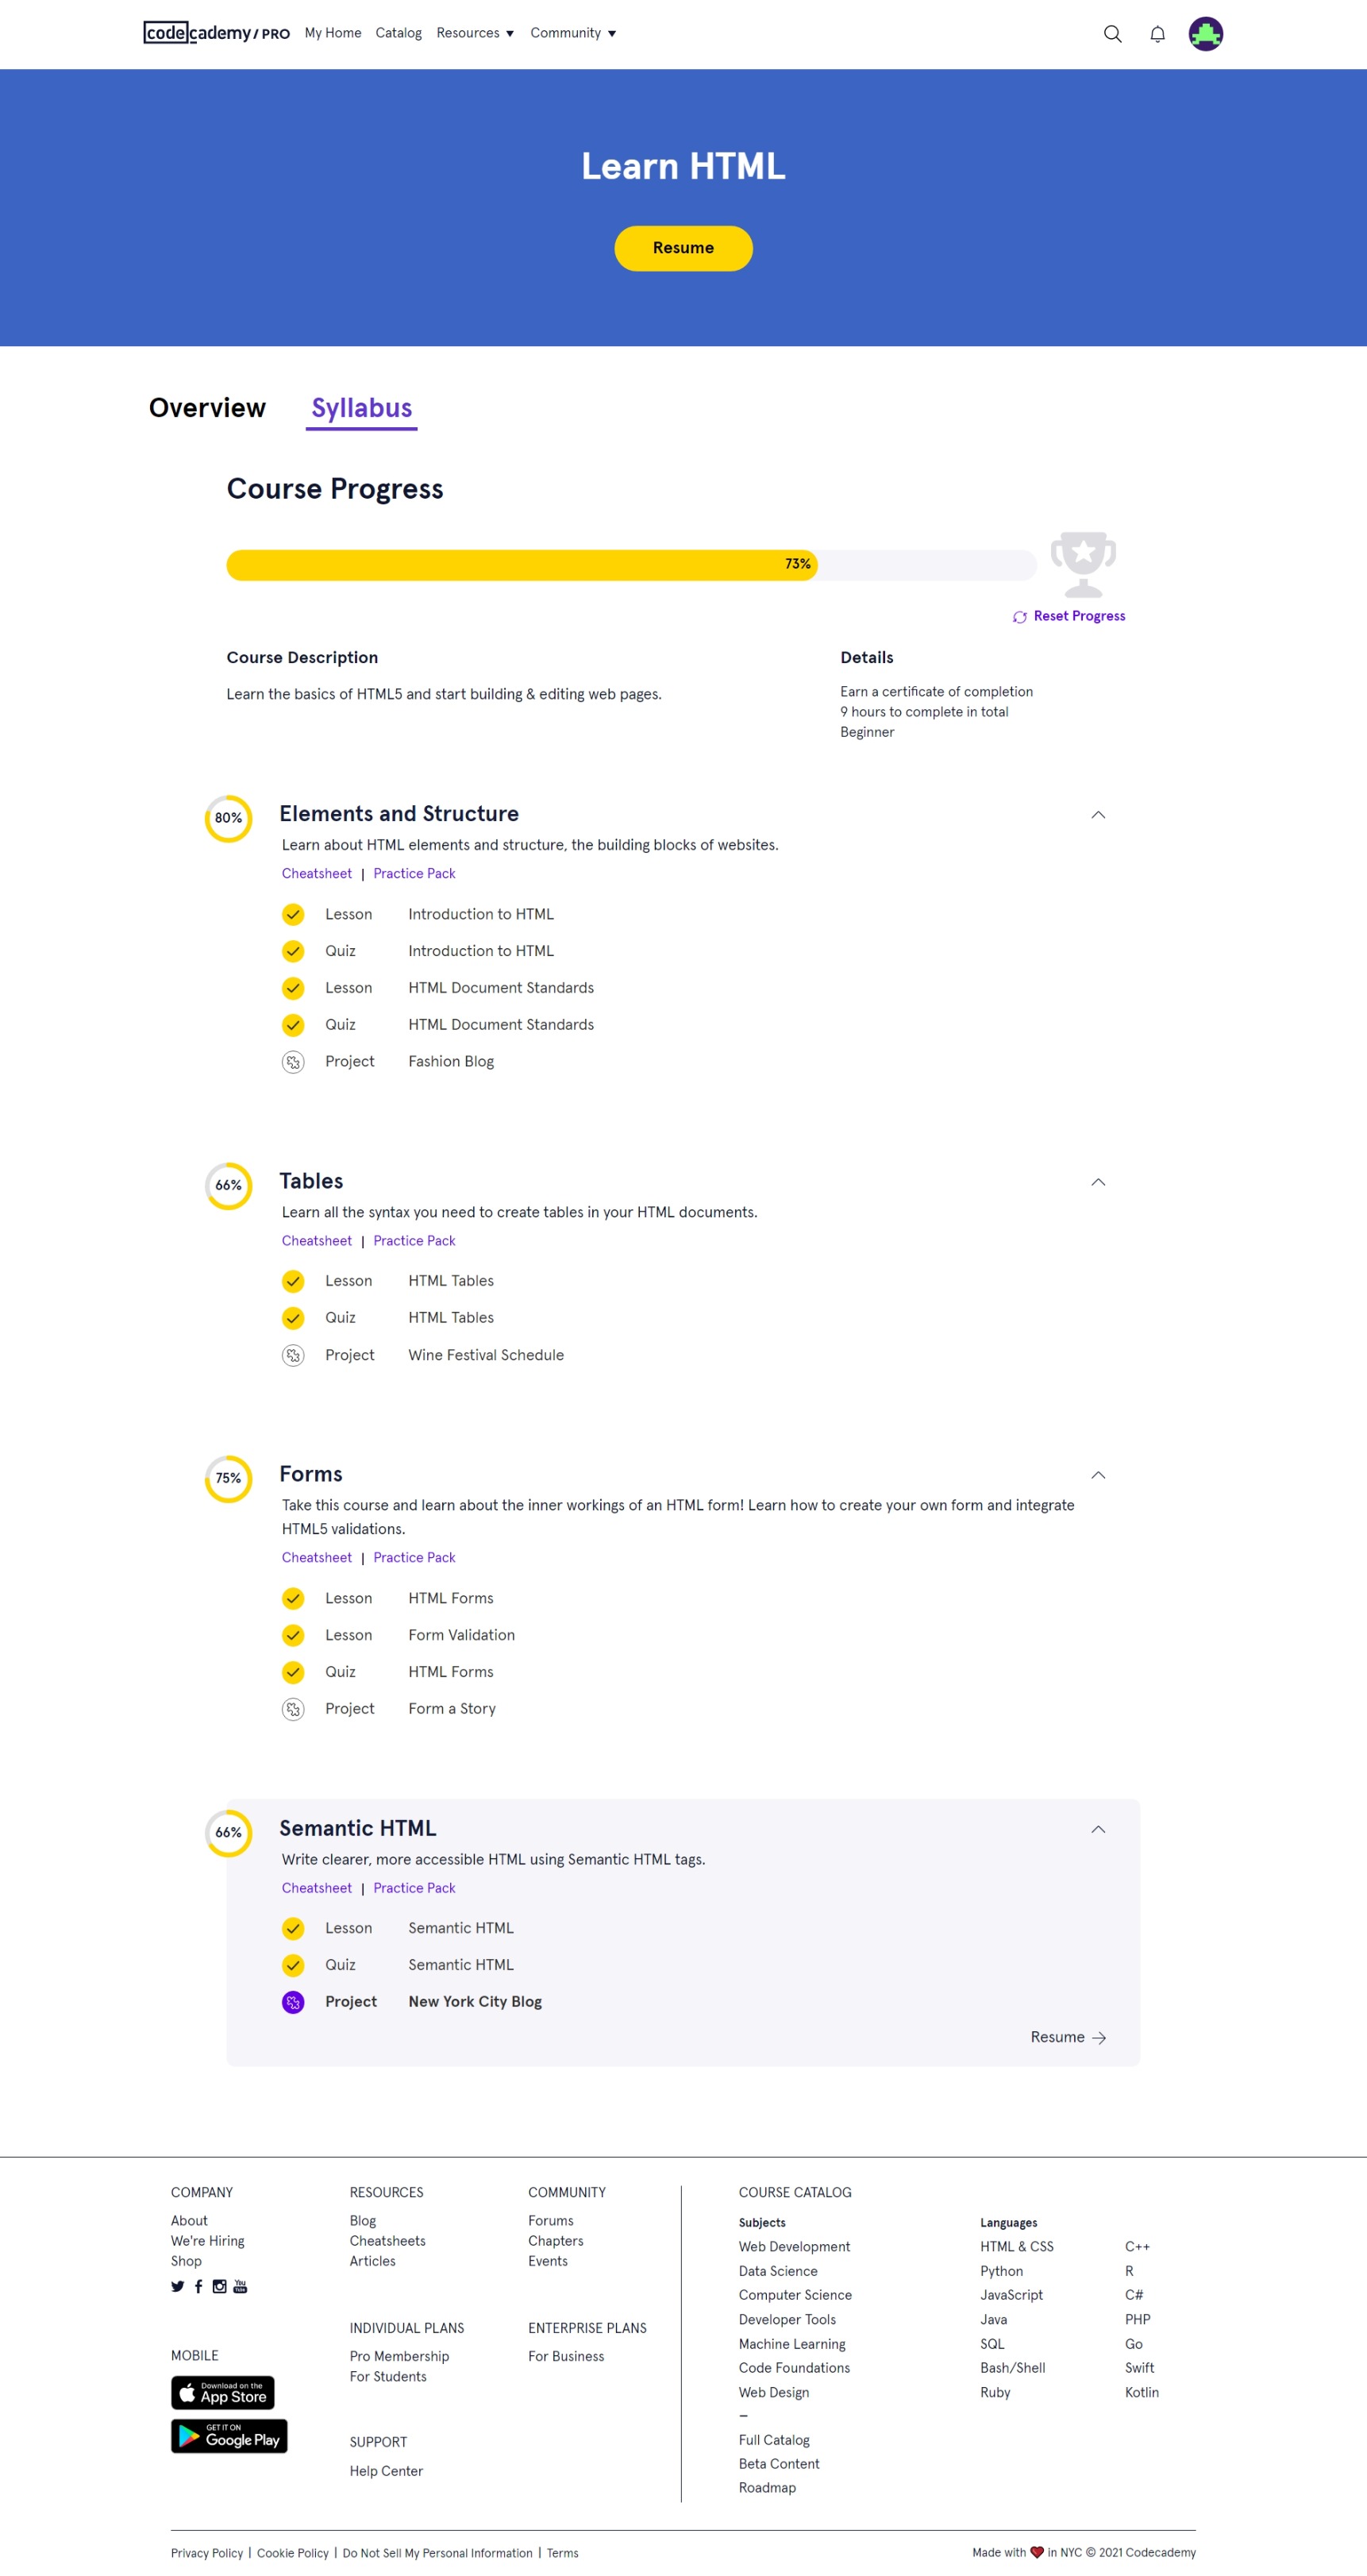 codecademy/PRO My Home Catalog Resources Community
Learn HTML
Resume
Overview Syllabus
Course Progress
73%
Reset Progress
Course Description
Learn the basics of HTML5 and start building & editing web pages.
Details
Earn a certificate of completion
9 hours to complete in total
Beginner
80% Elements and Structure
Learn about HTML elements and structure, the building blocks of websites.
Cheatsheet | Practice Pack
Lesson Introduction to HTML
Quiz Introduction to HTML
Lesson HTML Document Standards
Quiz HTML Document Standards
Project Fashion Blog
66% Tables
Learn all the syntax you need to create tables in your HTML documents.
Cheatsheet | Practice Pack
Lesson HTML Tables
Quiz HTML Tables
Project Wine Festival Schedule
75% Forms
Take this course and learn about the inner workings of an HTML form! Learn how to create your own form and integrate
HTML5 validations.
Cheatsheet | Practice Pack
Lesson HTML Forms
Lesson Form Validation
Quiz HTML Forms
Project Form a Story
66% Semantic HTML
Write clearer, more accessible HTML using Semantic HTML tags.
Cheatsheet | Practice Pack
Lesson Semantic HTML
Quiz Semantic HTML
Project New York City Blog
Resume
COMPANY
About
We're Hiring
Shop
You
Tube
MOBILE
Download on the
App Store
GET IT ON
Google Play
RESOURCES
Blog
Cheatsheets
Articles
INDIVIDUAL PLANS
Pro Membership
For Students
SUPPORT
Help Center
COMMUNITY
Forums
Chapters
Events
ENTERPRISE PLANS
For Business
COURSE CATALOG
Subjects
Web Development
Data Science
Computer Science
Developer Tools
Machine Learning
Code Foundations
Web Design
–
Full Catalog
Beta Content
Roadmap
Languages
HTML & CSS
Python
JavaScript
Java
SQL
Bash/Shell
Ruby
C++
R
C#
PHP
Go
Swift
Kotlin
Privacy Policy | Cookie Policy | Do Not Sell My Personal Information | Terms
Made with ❤ in NYC © 2021 Codecademy